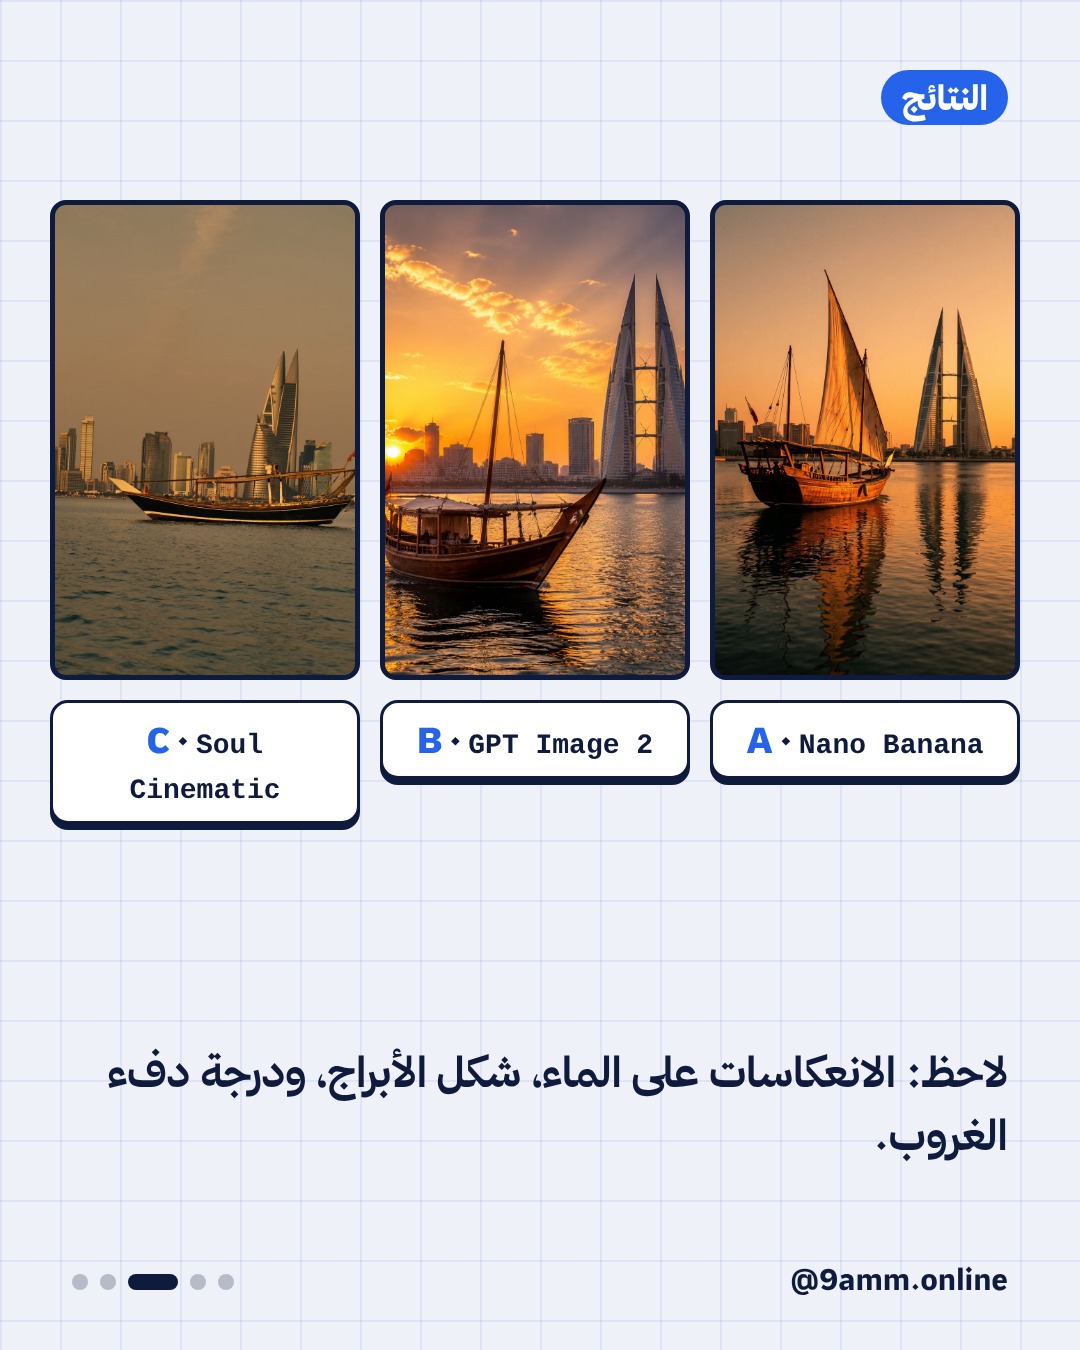 النتائج
A · Nano Banana
B · GPT Image 2
C · Soul
Cinematic
لاحظ: الانعكاسات على الماء، شكل الأبراج، ودرجة دفء
الغروب.
@9amm.online